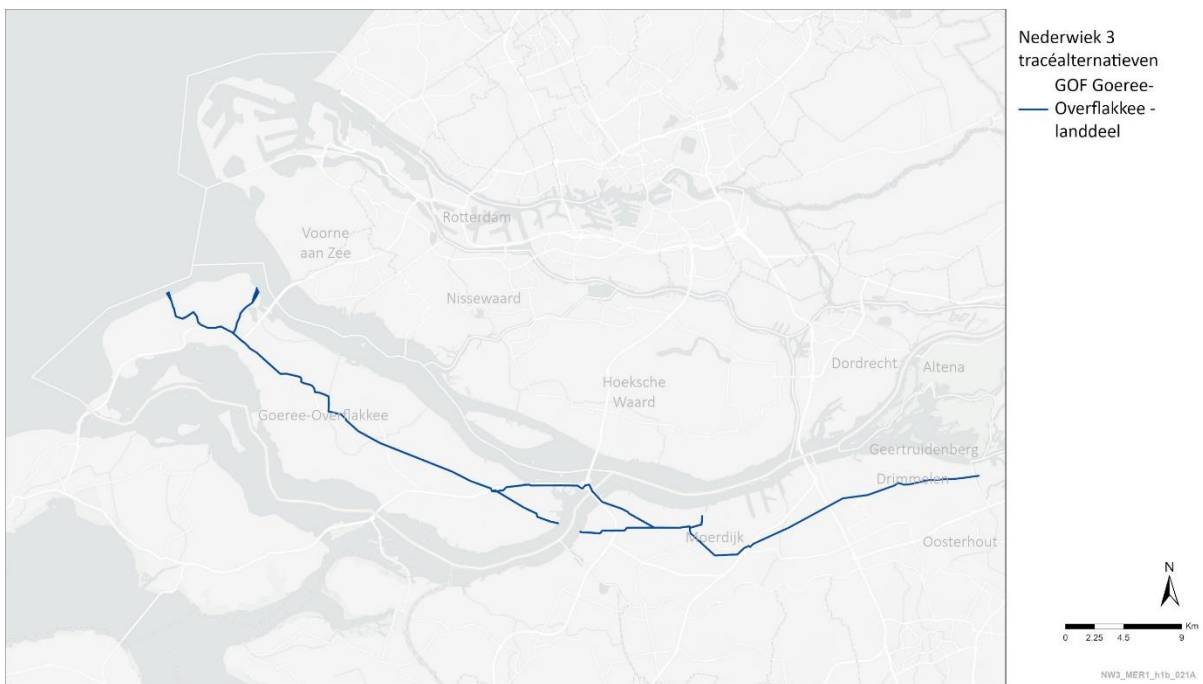 Nederwiek 3
tracéalternatieven
GOF Goeree-
Overflakkee -
landdeel
Rotterdam
Voorne
aan Zee
Nissewaard
Hoeksche
Waard
Dordrecht
Altena
Goeree-Overflakkee
Geertruidenberg
Drimmelen
Moerdijk
Oosterhout
N
Km
0 2.25 4.5 9
NW3_MER1_h1b_021A